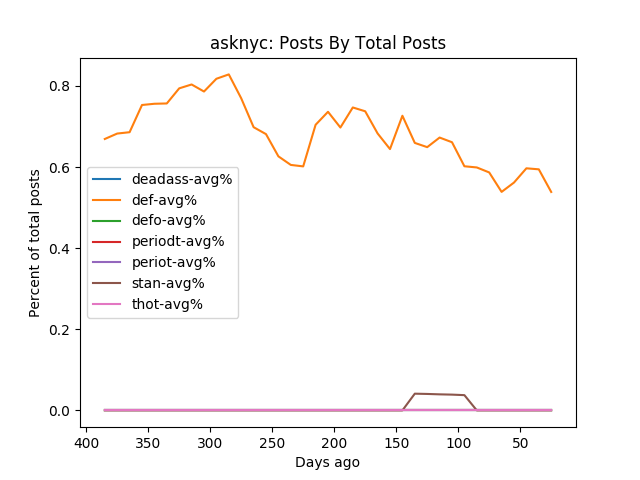 asknyc: Posts By Total Posts
Percent of total posts
0.8
0.6
0.4
0.2
0.0
deadass-avg%
def-avg%
defo-avg%
periodt-avg%
periot-avg%
stan-avg%
thot-avg%
400 350 300 250 200 150 100 50
Days ago